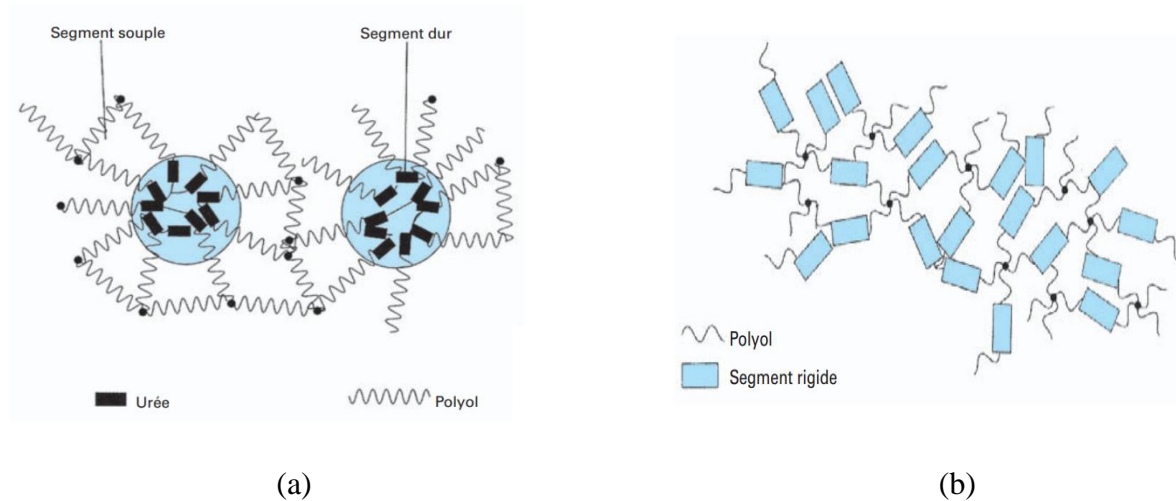 Segment souple
Segment dur
Urée
Polyol
Polyol
Segment rigide
(a)
(b)